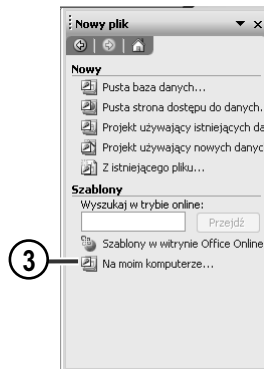 Nowy plik
Nowy
Pusta baza danych...
Pusta strona dostępu do danych.
Projekt używający istniejących da
Projekt używający nowych danyc
Z istniejącego pliku...
Szablony
Wyszukaj w trybie online:
Przejdź
Szablony w witrynie Office Online
3 Na moim komputerze...